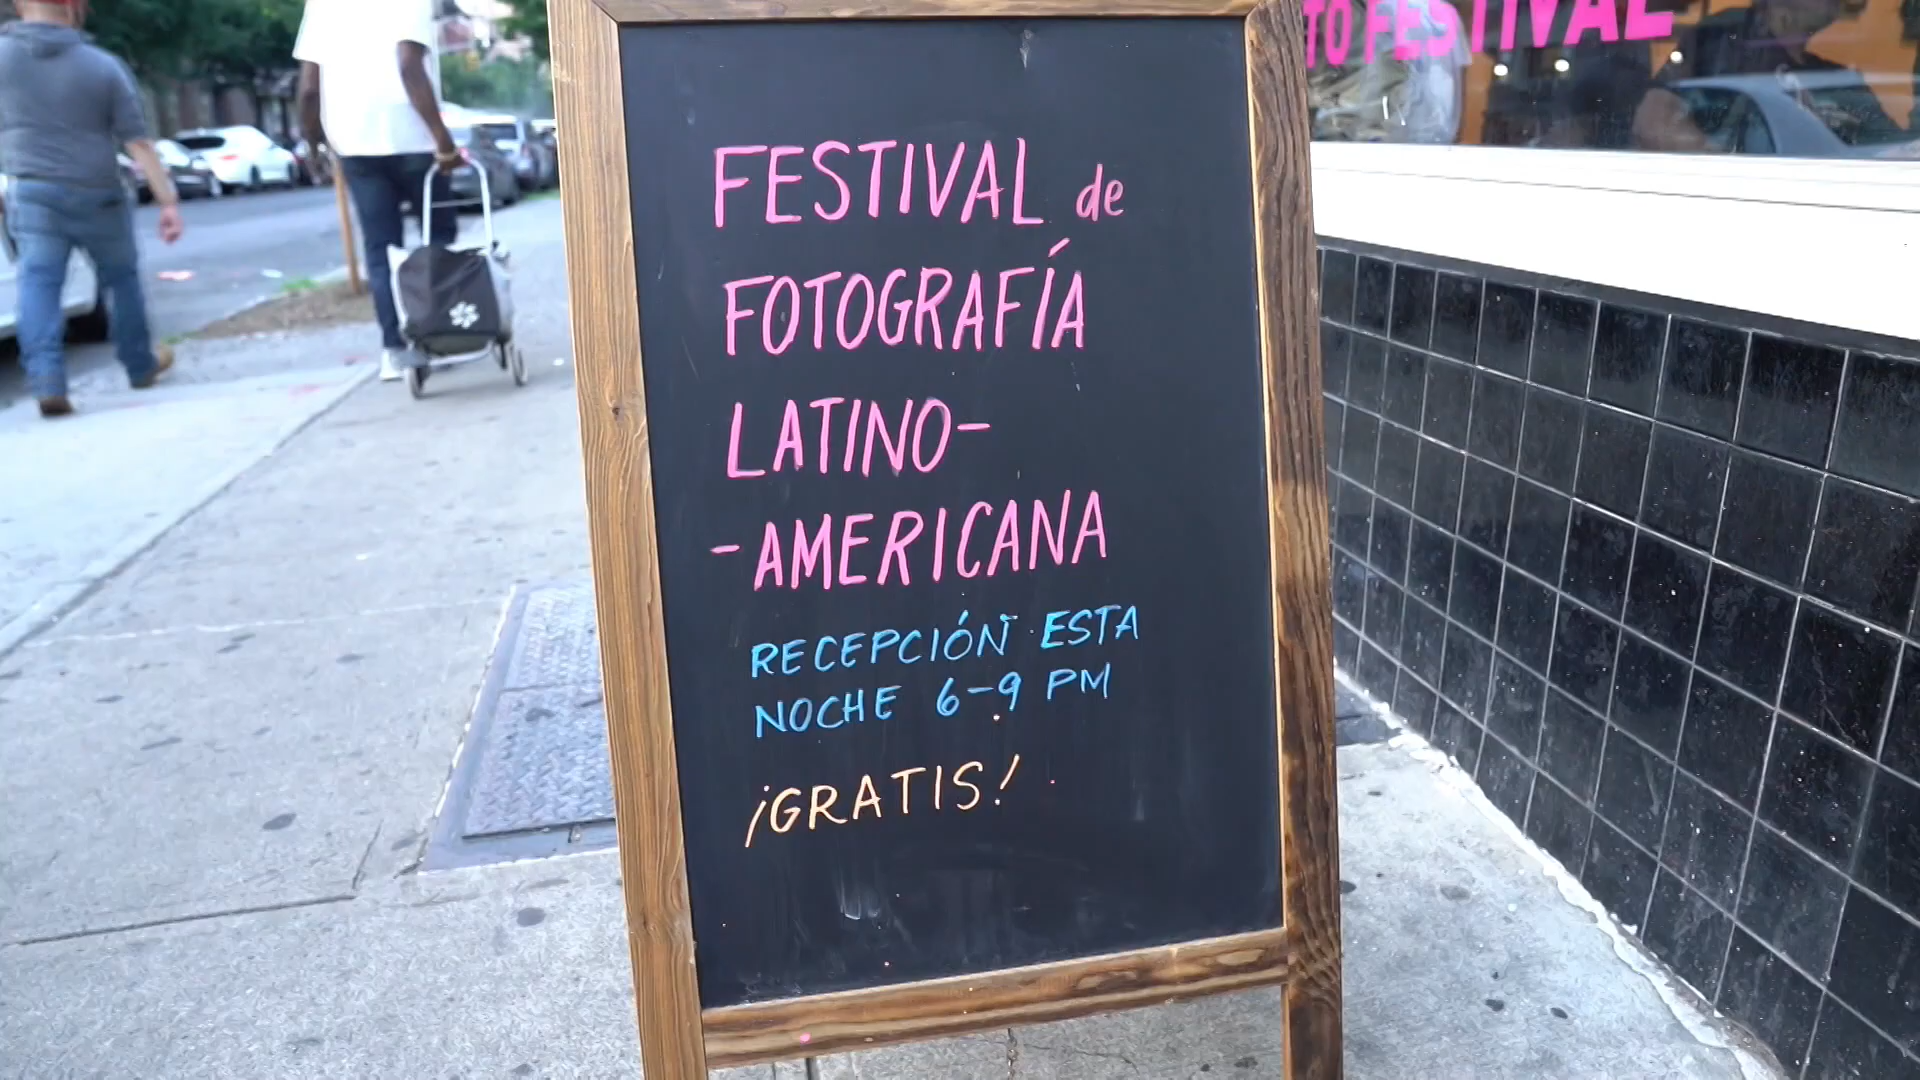 FESTIVAL de
FOTOGRAFÍA
LATINO-
-AMERICANA
RECEPCIÓN ESTA
NOCHE 6-9 PM
¡GRATIS!
TO FESTIVAL